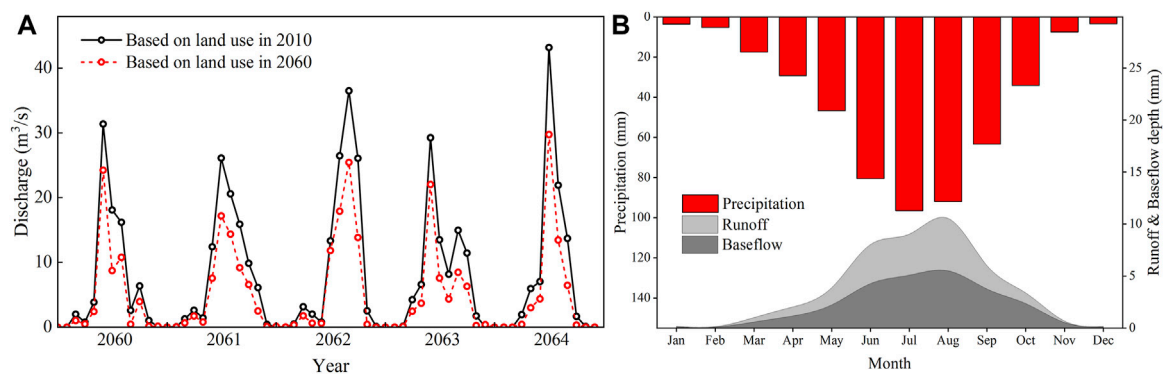 A
Based on land use in 2010
Based on land use in 2060
Discharge (m³/s)
40
30
20
10
0
2060 2061 2062 2063 2064
Year
B
Precipitation (mm)
0
20
40
60
80
100
120
140
Precipitation
Runoff
Baseflow
25
20
15
10
5
0
Runoff & Baseflow depth (mm)
Jan Feb Mar Apr May Jun Jul Aug Sep Oct Nov Dec
Month